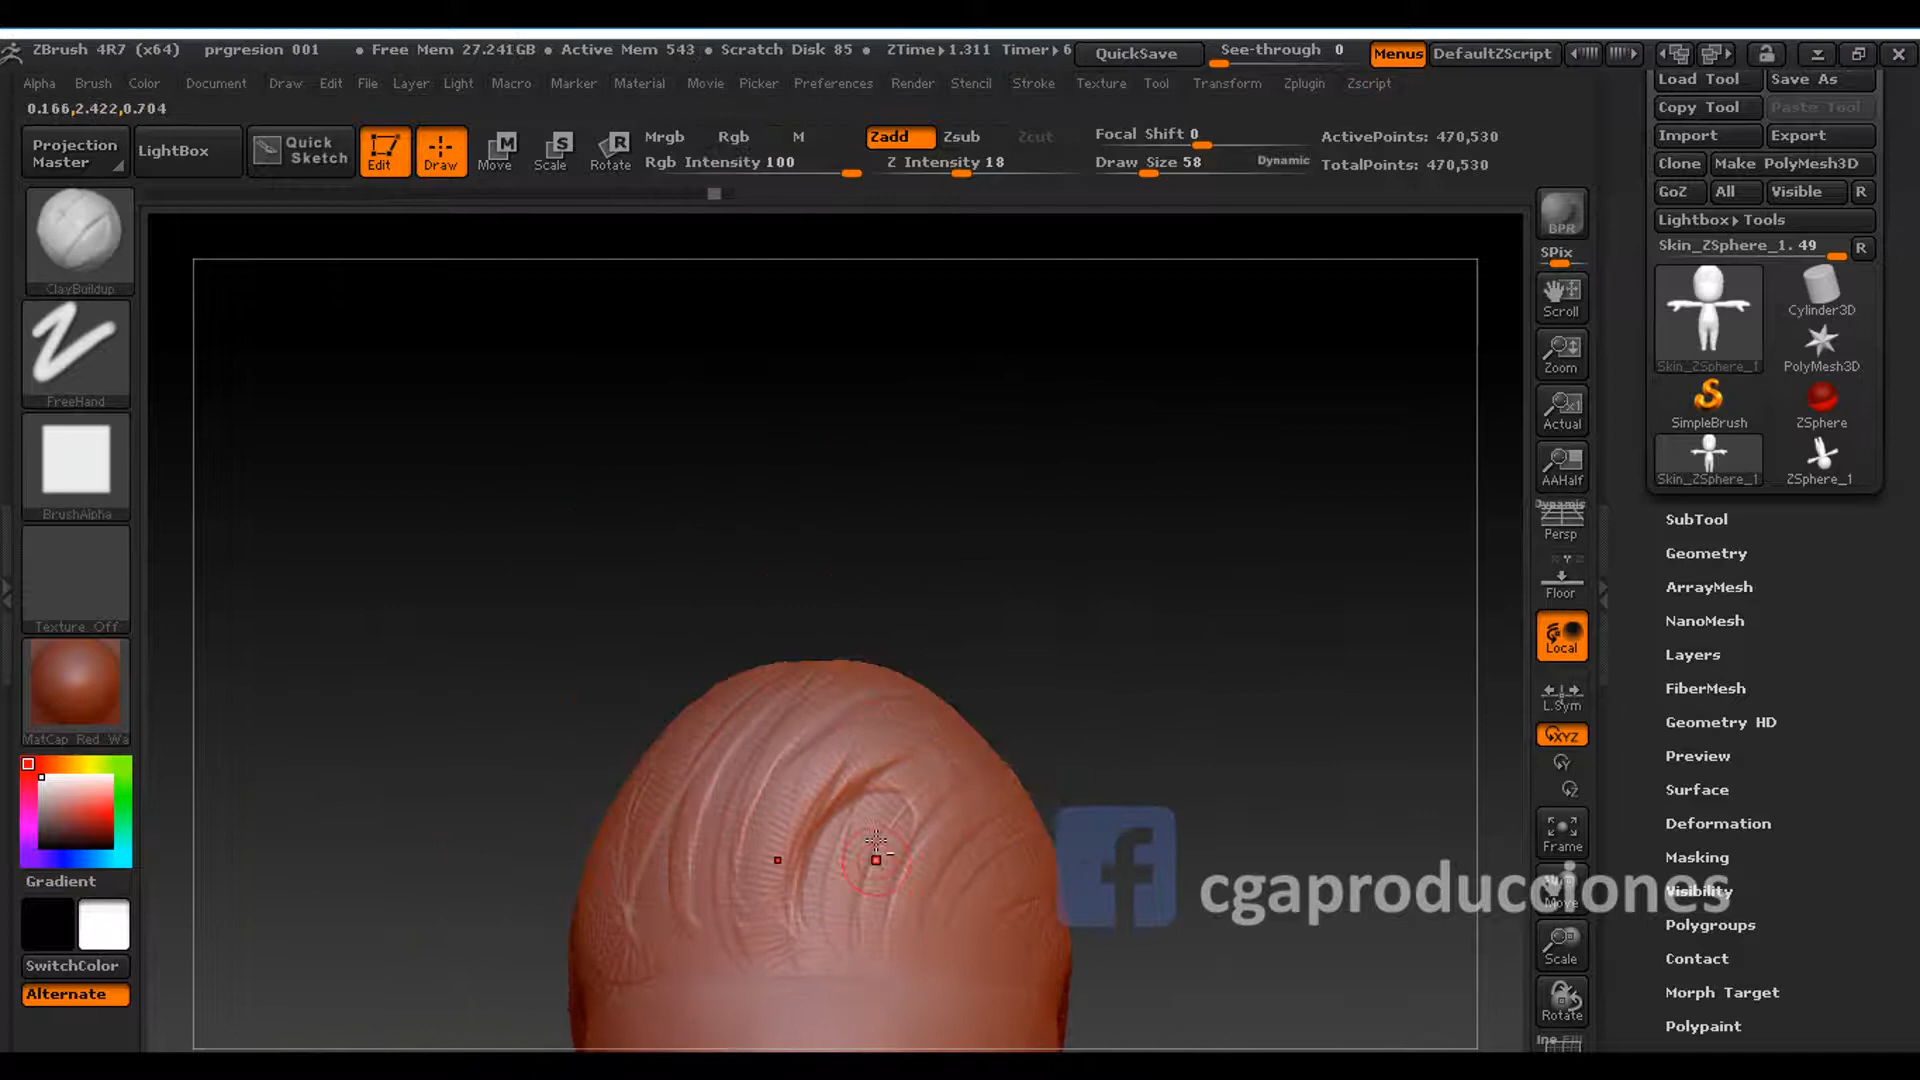 ZBrush 4R7 (x64) prgresion 001 • Free Mem 27.241GB • Active Mem 543 • Scratch Disk 85 • ZTime▸1.311 Timer▸6 QuickSave See-through 0 Menus DefaultZScript
Alpha Brush Color Document Draw Edit File Layer Light Macro Marker Material Movie Picker Preferences Render Stencil Stroke Texture Tool Transform Zplugin Zscript
0.166,2.422,0.704
Projection Master
LightBox
Quick Sketch
Edit
Draw
Move
Scale
Rotate
Mrgb Rgb M
Rgb Intensity 100
Zadd Zsub Zcut
Z Intensity 18
Focal Shift 0
Draw Size 58 Dynamic
ActivePoints: 470,530
TotalPoints: 470,530
ClayBuildup
FreeHand
BrushAlpha
Texture Off
MatCap Red Wa
Gradient
SwitchColor
Alternate
BPR
SPix
Scroll
Zoom
Actual
AAHalf
Dynamic
Persp
Floor
Local
L.Sym
XYZ
Y
Z
Frame
Move
Scale
Rotate
cgaproducciones
Load Tool Save As
Copy Tool Paste Tool
Import Export
Clone Make PolyMesh3D
GoZ All Visible R
Lightbox▸Tools
Skin_ZSphere_1. 49 R
Skin_ZSphere_1
Cylinder3D
PolyMesh3D
SimpleBrush ZSphere
Skin_ZSphere_1 ZSphere_1
SubTool
Geometry
ArrayMesh
NanoMesh
Layers
FiberMesh
Geometry HD
Preview
Surface
Deformation
Masking
Visibility
Polygroups
Contact
Morph Target
Polypaint